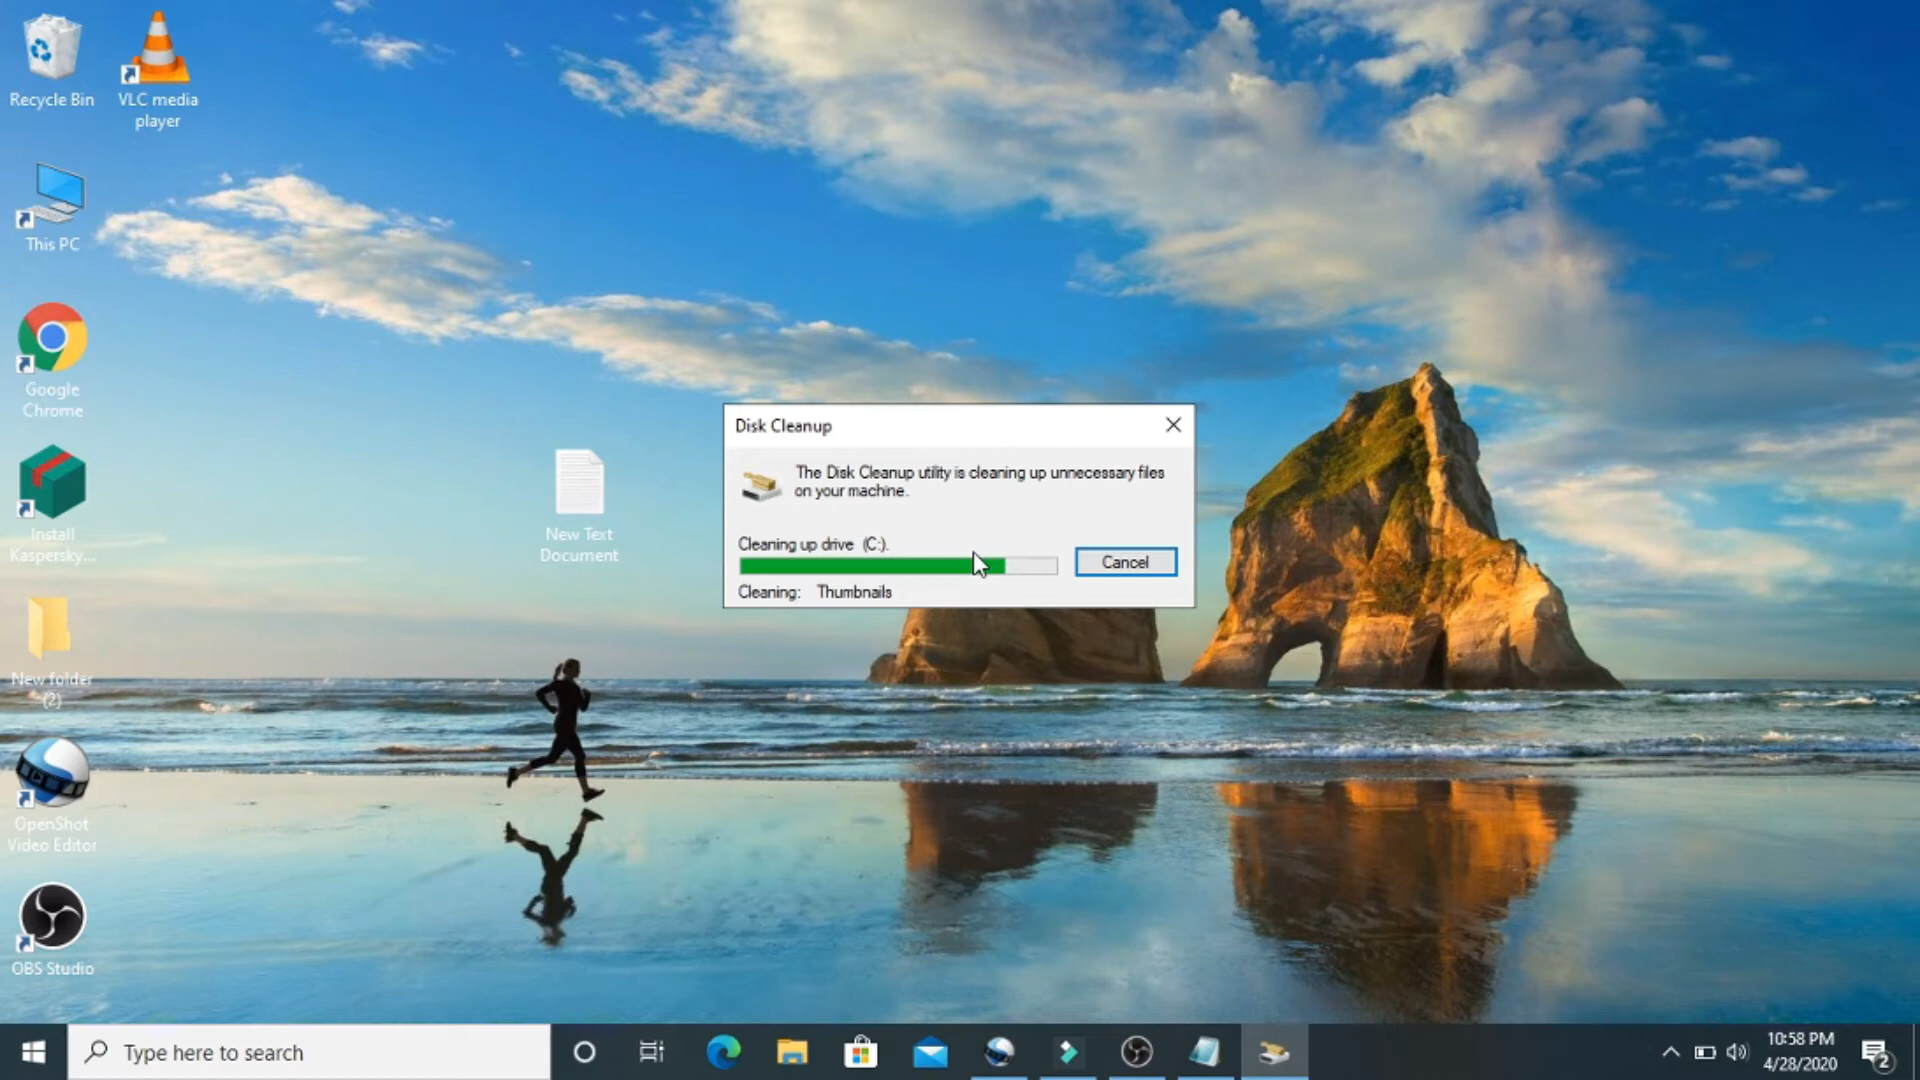 Recycle Bin
VLC media
player
This PC
Google
Chrome
Install
Kaspersky...
New Text
Document
New folder
(2)
OpenShot
Video Editor
OBS Studio
Disk Cleanup
The Disk Cleanup utility is cleaning up unnecessary files
on your machine.
Cleaning up drive (C:).
Cancel
Cleaning: Thumbnails
Type here to search
10:58 PM
4/28/2020
2